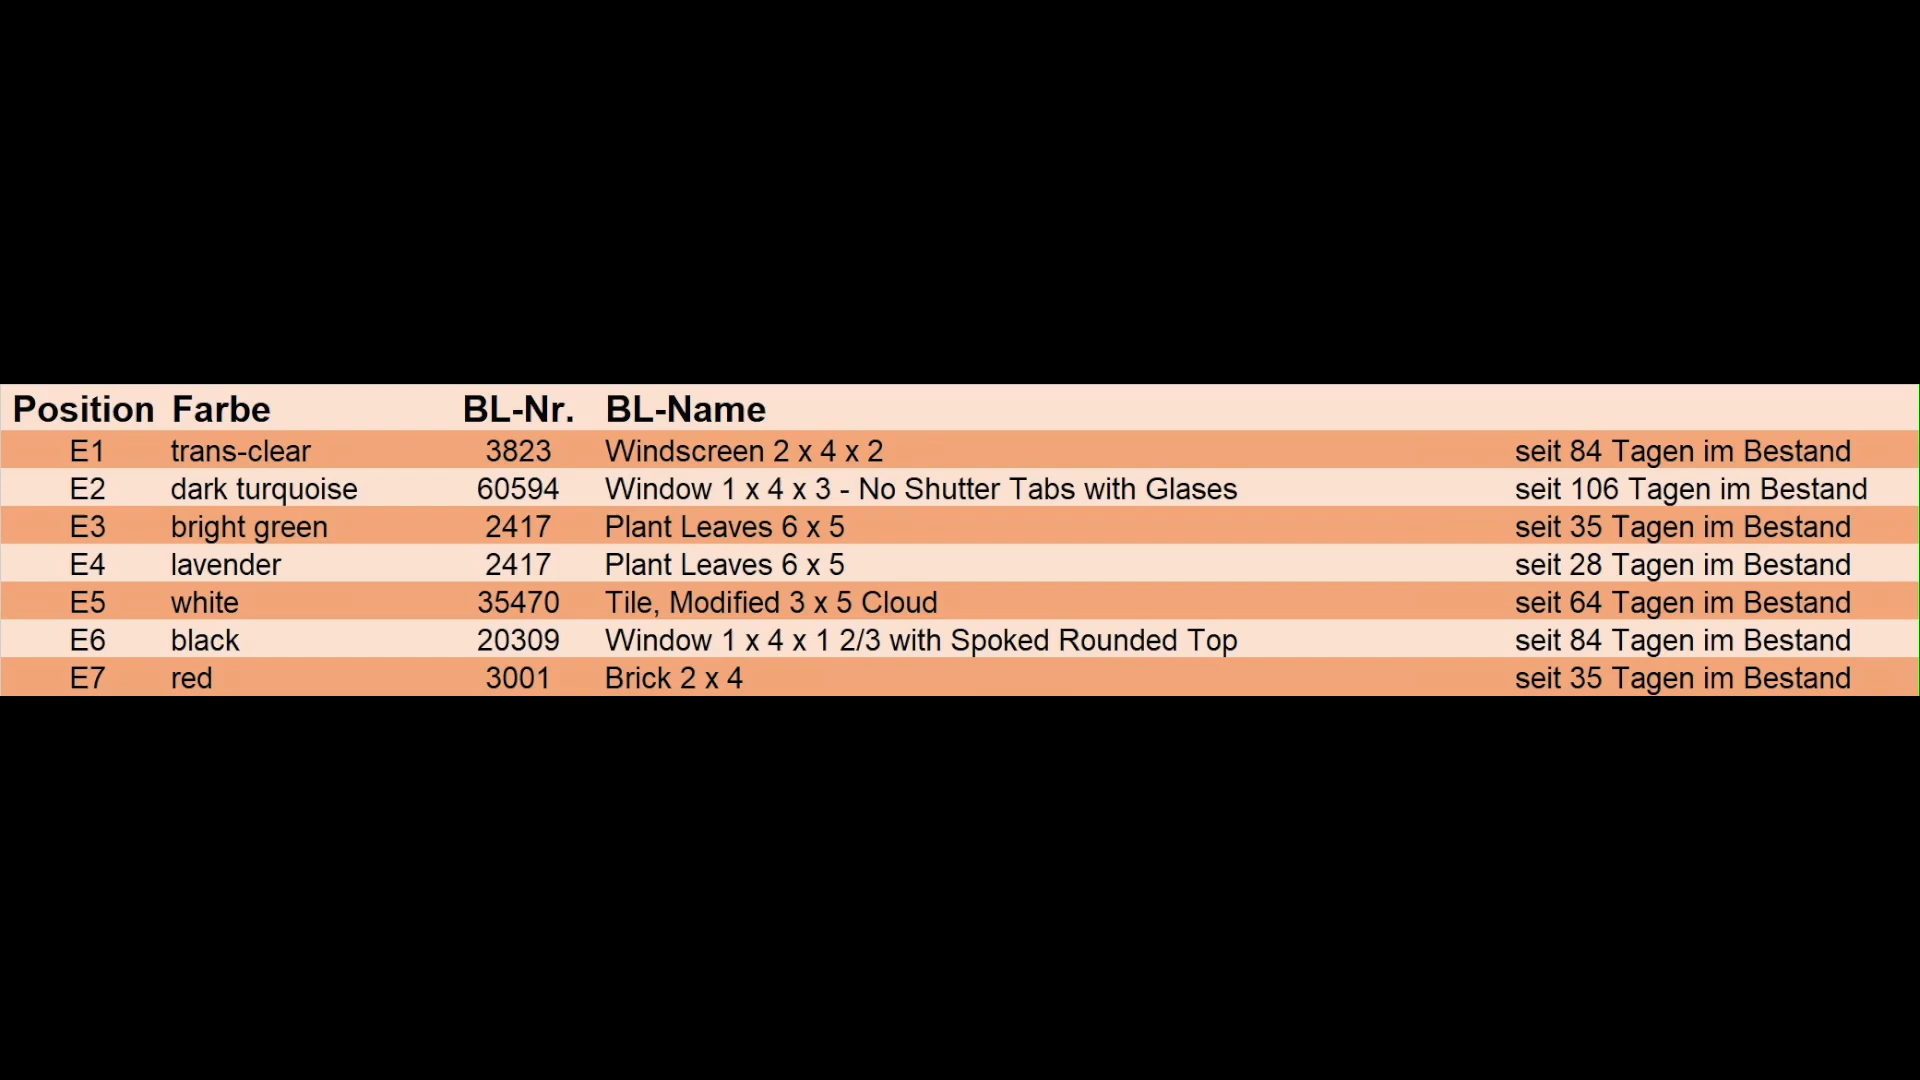 Position Farbe BL-Nr. BL-Name
E1 trans-clear 3823 Windscreen 2 x 4 x 2 seit 84 Tagen im Bestand
E2 dark turquoise 60594 Window 1 x 4 x 3 - No Shutter Tabs with Glases seit 106 Tagen im Bestand
E3 bright green 2417 Plant Leaves 6 x 5 seit 35 Tagen im Bestand
E4 lavender 2417 Plant Leaves 6 x 5 seit 28 Tagen im Bestand
E5 white 35470 Tile, Modified 3 x 5 Cloud seit 64 Tagen im Bestand
E6 black 20309 Window 1 x 4 x 1 2/3 with Spoked Rounded Top seit 84 Tagen im Bestand
E7 red 3001 Brick 2 x 4 seit 35 Tagen im Bestand